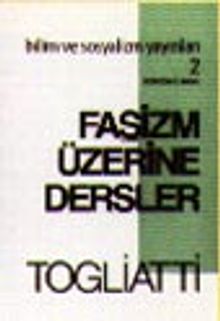 bilim ve sosyalizm yayınları
2
FAŞİZM
ÜZERİNE
DERSLER
TOGLİATTİ